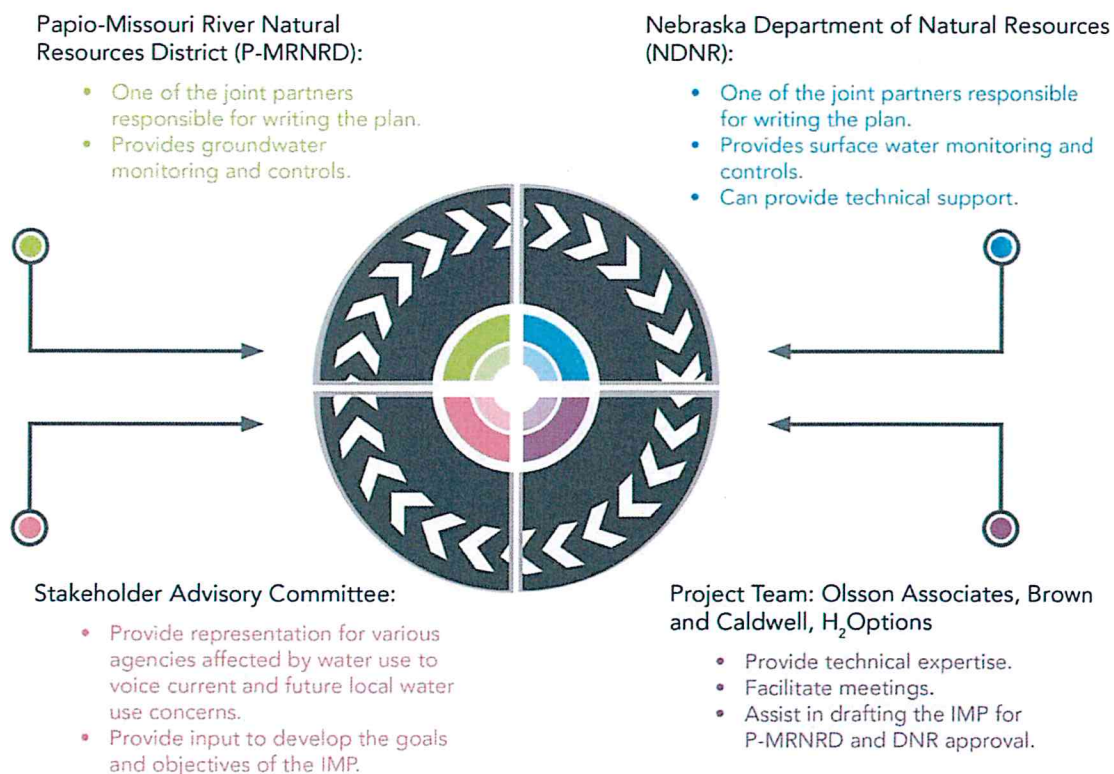 Papio-Missouri River Natural
Resources District (P-MRNRD):
• One of the joint partners
responsible for writing the plan.
• Provides groundwater
monitoring and controls.
Nebraska Department of Natural Resources
(NDNR):
• One of the joint partners responsible
for writing the plan.
• Provides surface water monitoring and
controls.
• Can provide technical support.
Stakeholder Advisory Committee:
• Provide representation for various
agencies affected by water use to
voice current and future local water
use concerns.
• Provide input to develop the goals
and objectives of the IMP.
Project Team: Olsson Associates, Brown
and Caldwell, H₂Options
• Provide technical expertise.
• Facilitate meetings.
• Assist in drafting the IMP for
P-MRNRD and DNR approval.